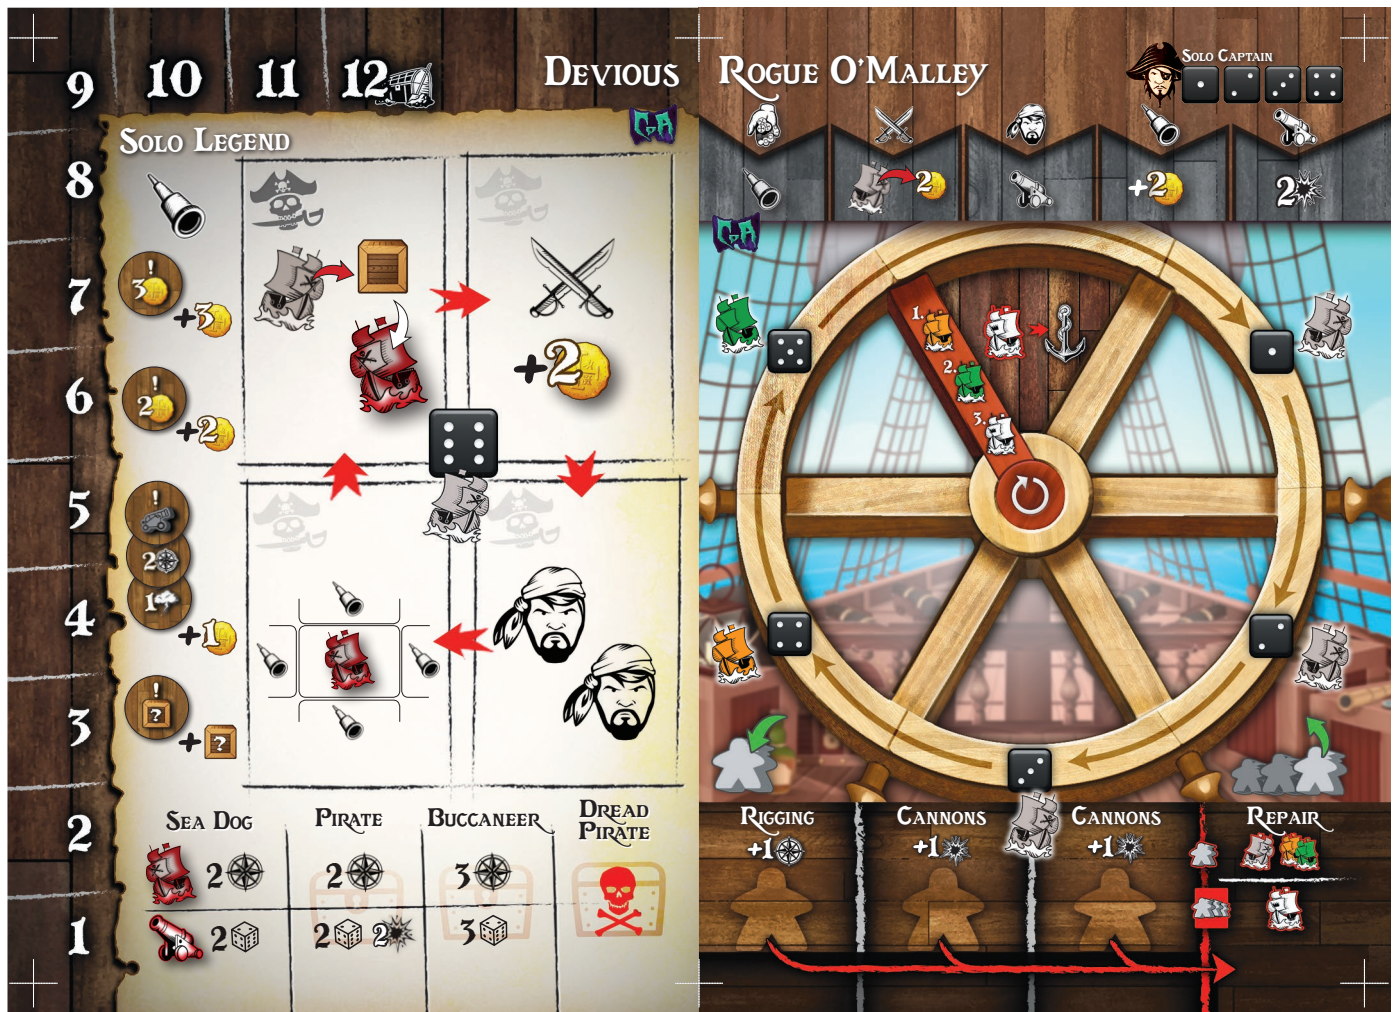 9 10 11 12
DEVIOUS
SOLO LEGEND
CDA
8
7
6
5
4
3
2
1
! 3
+3
! 2
+2
!
2
1
+1
!
?
+ ?
+2
SEA DOG
PIRATE
BUCCANEER
DREAD
PIRATE
2
2
3
2
2 2
3
ROGUE O'MALLEY
SOLO CAPTAIN
2
+2
2
CDA
1.
2.
3.
RIGGING
+1
CANNONS
+1
CANNONS
+1
REPAIR